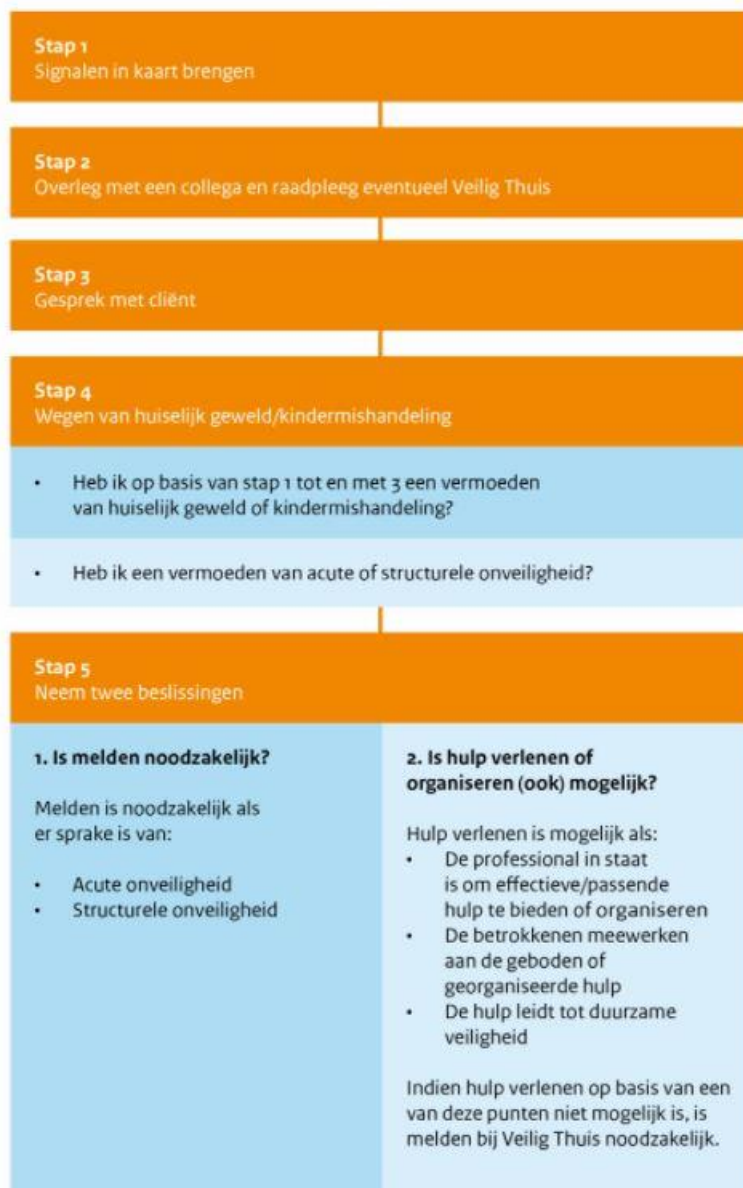 Stap 1
Signalen in kaart brengen
Stap 2
Overleg met een collega en raadpleeg eventueel Veilig Thuis
Stap 3
Gesprek met cliënt
Stap 4
Wegen van huiselijk geweld/kindermishandeling
• Heb ik op basis van stap 1 tot en met 3 een vermoeden
van huiselijk geweld of kindermishandeling?
• Heb ik een vermoeden van acute of structurele onveiligheid?
Stap 5
Neem twee beslissingen
1. Is melden noodzakelijk?
Melden is noodzakelijk als
er sprake is van:
• Acute onveiligheid
• Structurele onveiligheid
2. Is hulp verlenen of
organiseren (ook) mogelijk?
Hulp verlenen is mogelijk als:
• De professional in staat
is om effectieve/passende
hulp te bieden of organiseren
• De betrokkenen meewerken
aan de geboden of
georganiseerde hulp
• De hulp leidt tot duurzame
veiligheid
Indien hulp verlenen op basis van een
van deze punten niet mogelijk is, is
melden bij Veilig Thuis noodzakelijk.